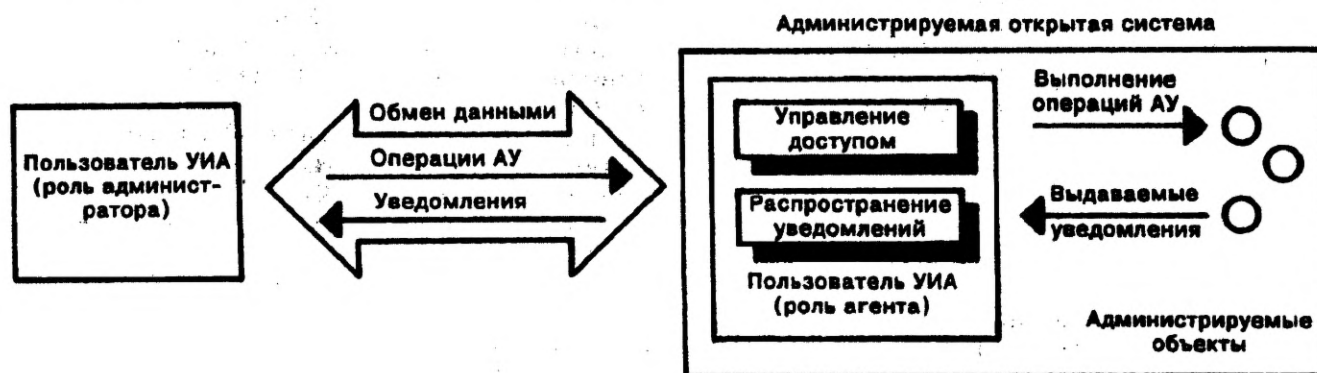 Администрируемая открытая система
Пользователь УИА
(роль админист-
ратора)
Обмен данными
Операции АУ
Уведомления
Управление
доступом
Распространение
уведомлений
Пользователь УИА
(роль агента)
Выполнение
операций АУ
Выдаваемые
уведомления
Администрируемые
объекты